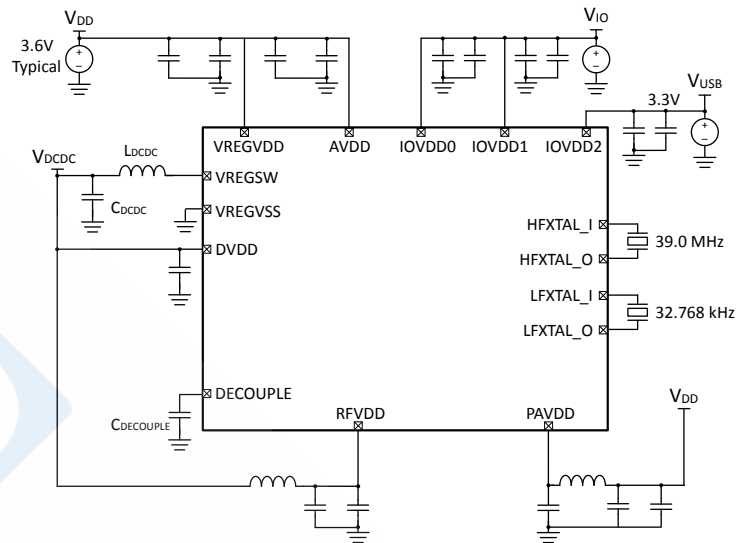 VDD
VIO
3.6V
Typical
VUSB
3.3V
VREGVDD
AVDD
IOVDD0
IOVDD1
IOVDD2
VDCDC
LDCDC
VREGSW
CDCDC
VREGVSS
HFXTAL_I
39.0 MHz
DVDD
HFXTAL_O
LFXTAL_I
32.768 kHz
LFXTAL_O
DECOUPLE
CDECOUPLE
RFVDD
PAVDD
VDD